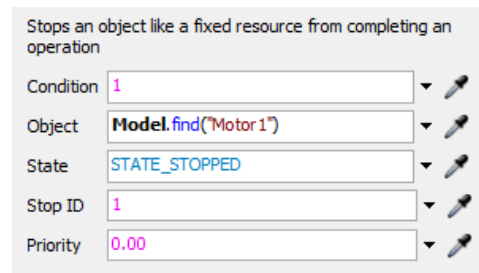 Stops an object like a fixed resource from completing an
operation
Condition 1
Object Model.find("Motor1")
State STATE_STOPPED
Stop ID 1
Priority 0.00